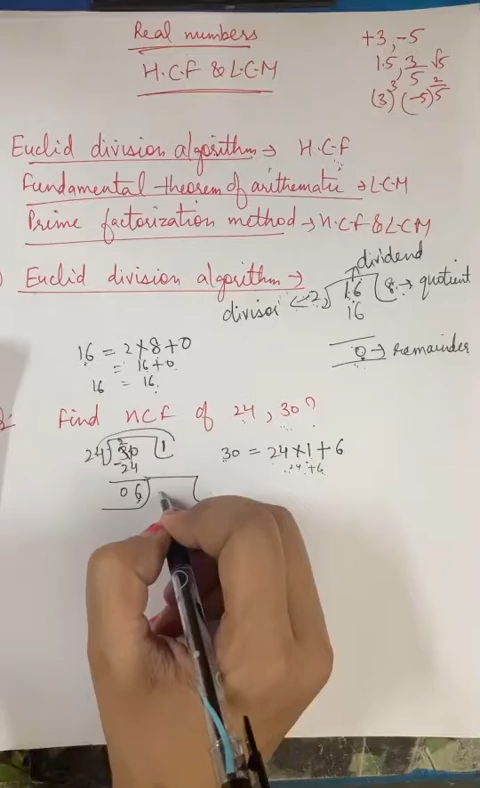 Real numbers
H.C.F & L.C.M
+3, -5
1.5, 3/5 √5
(3)³ (-5)^2/5
Euclid division algorithm → H.C.F
Fundamental theorem of arithematic → L.C.M
Prime factorization method → H.C.F & L.C.M
) Euclid division algorithm →
dividend
divisor ← 2) 16 ( 8 → quotient
16
0 → remainder
16 = 2 × 8 + 0
= 16 + 0
16 = 16
Find HCF of 24, 30?
24) 30 ( 1
-24
06
30 = 24 × 1 + 6
24 + 6